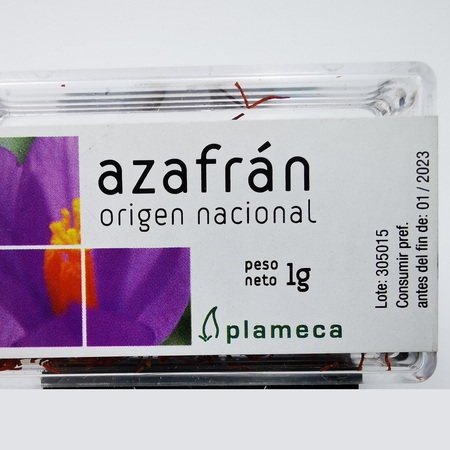 azafrán
origen nacional
peso
neto 1g
plameca
Lote: 305015
Consumir pref.
antes del fin de: 01 / 2023